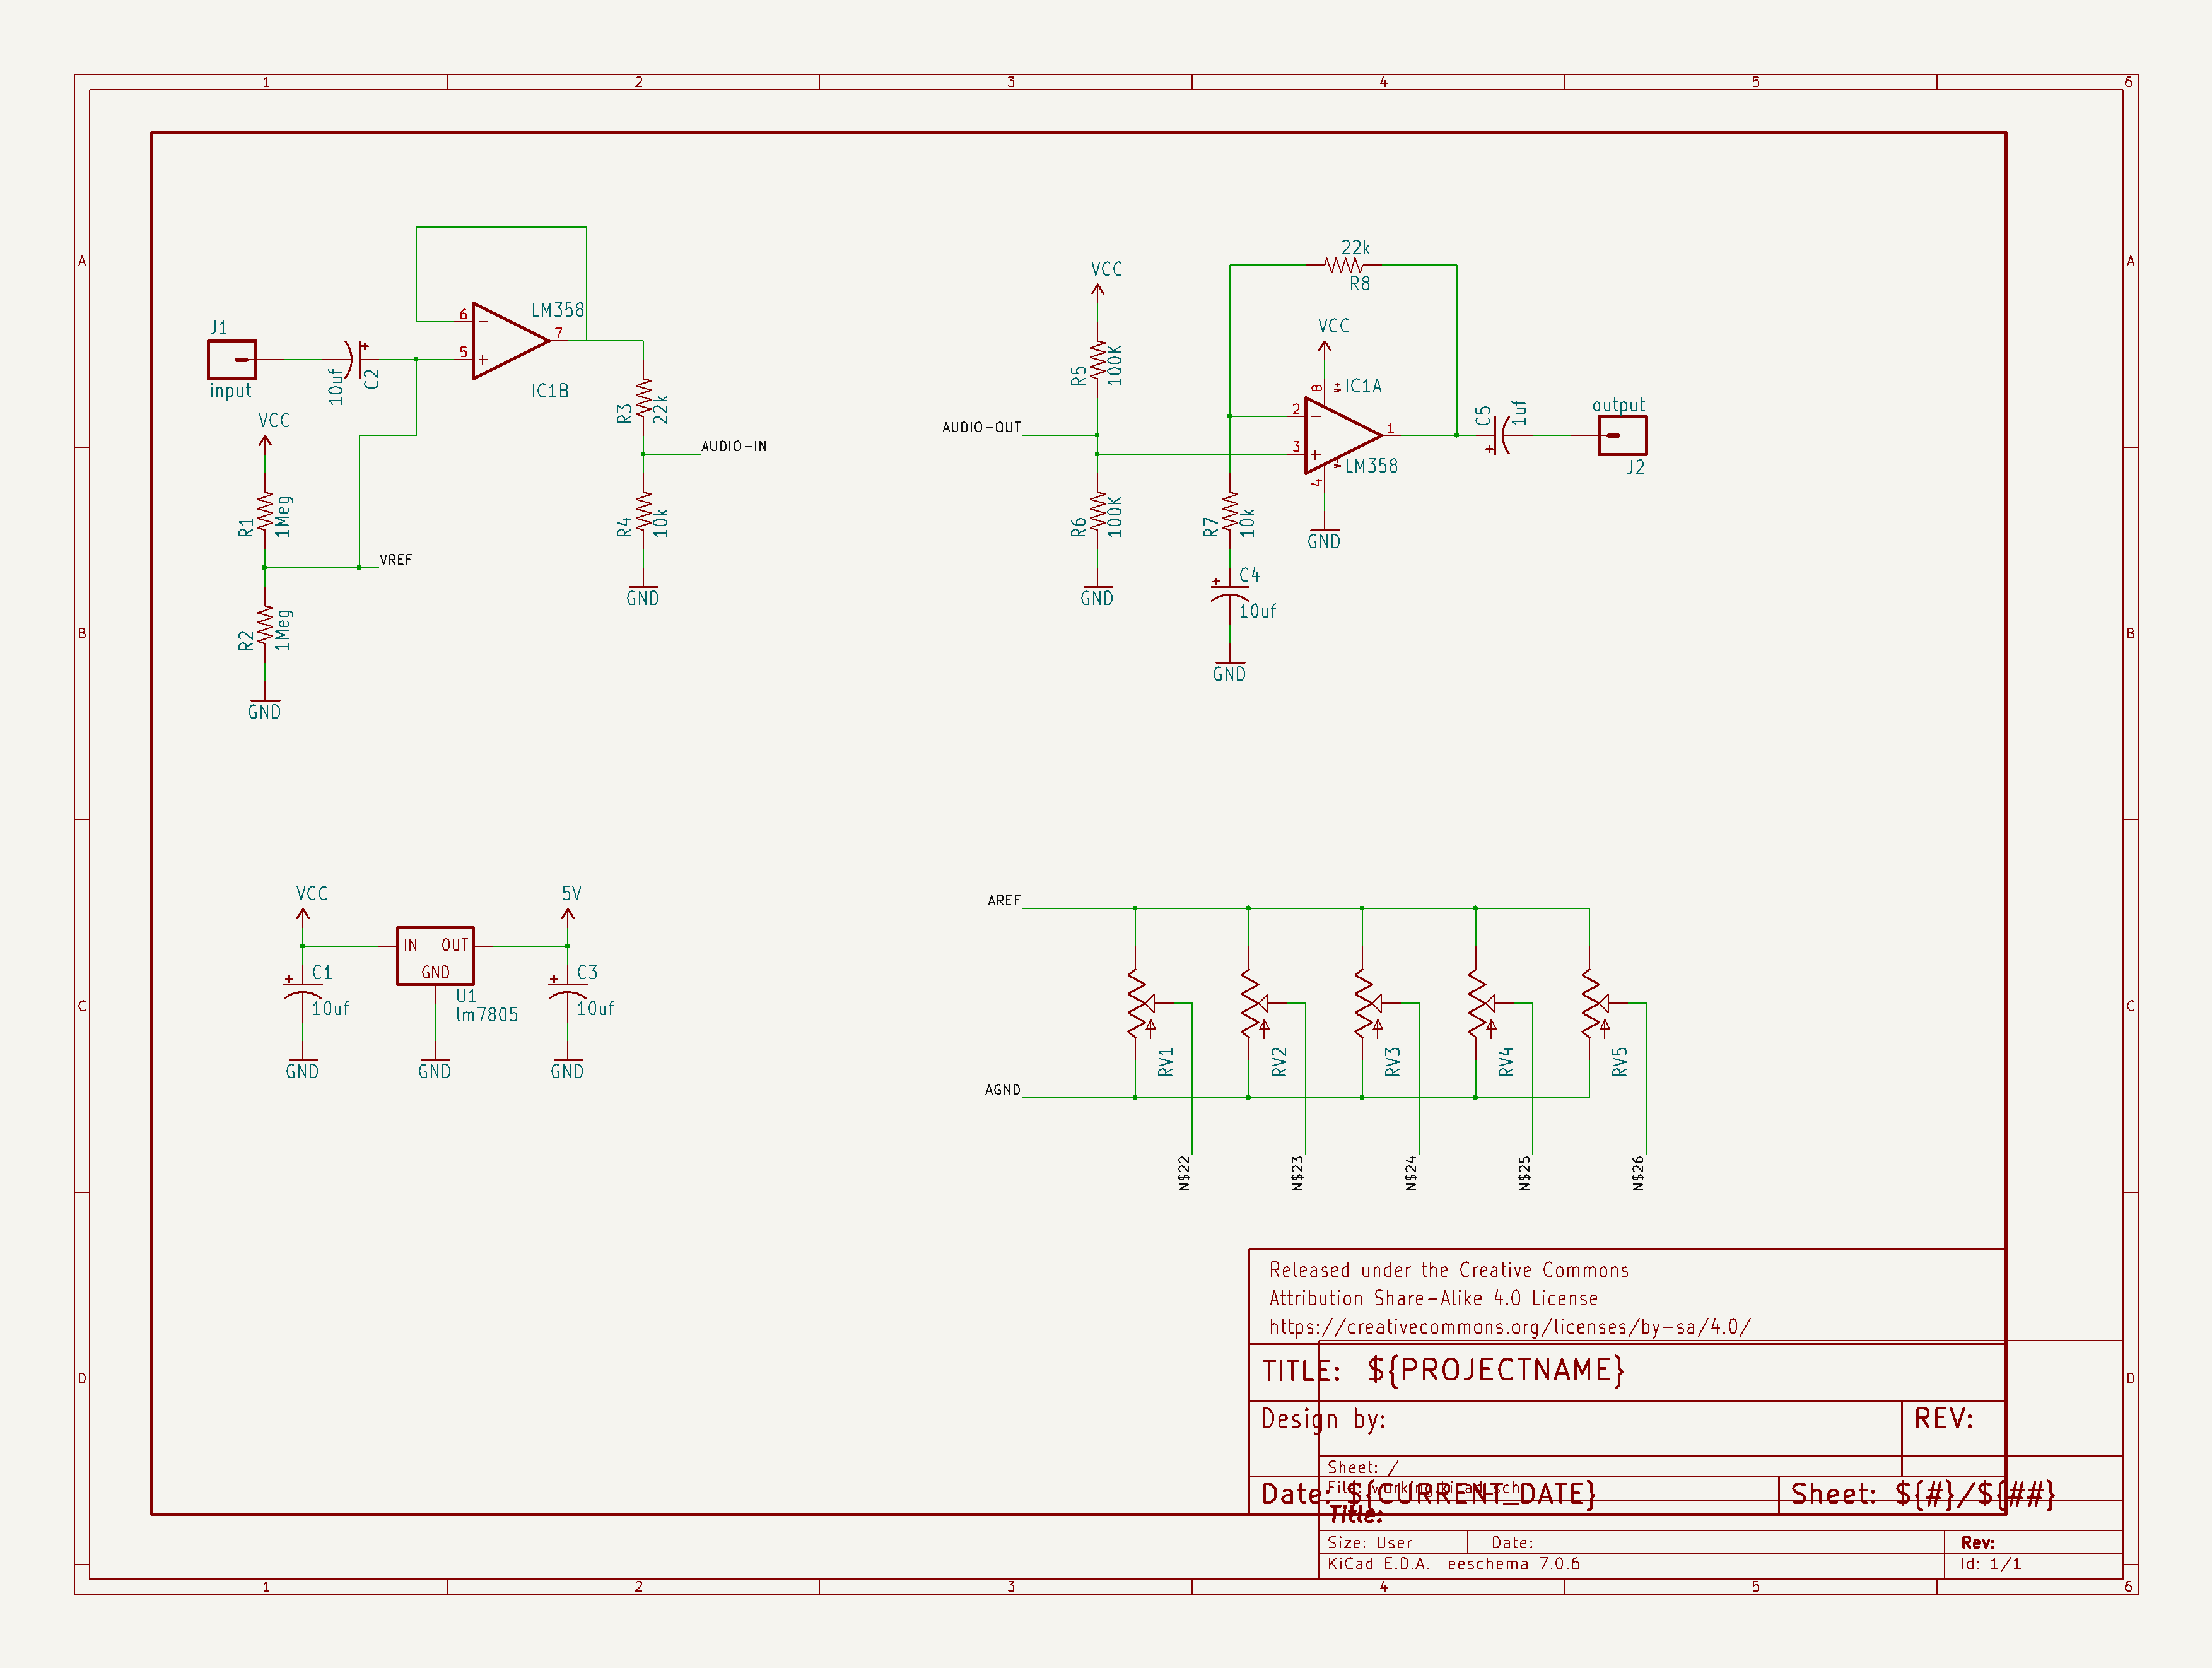 1 2 3 4 5 6
A A
B B
C C
D D
J1
input
10uf
C2
VCC
R1
1Meg
VREF
R2
1Meg
GND
6
5
7
LM358
IC1B
R3
22k
AUDIO-IN
R4
10k
GND
VCC
R5
100K
AUDIO-OUT
R6
100K
GND
22k
R8
VCC
8
V+
IC1A
2
3
1
4
V-
LM358
GND
R7
10k
C4
10uf
GND
C5
1uf
output
J2
VCC
C1
10uf
GND
IN OUT
GND
U1
lm7805
GND
5V
C3
10uf
GND
AREF
AGND
RV1
RV2
RV3
RV4
RV5
N$22
N$23
N$24
N$25
N$26
Released under the Creative Commons
Attribution Share-Alike 4.0 License
https://creativecommons.org/licenses/by-sa/4.0/
TITLE: ${PROJECTNAME}
Design by:
REV:
Sheet: /
File: working.kicad_sch
Date: ${CURRENT_DATE}
Sheet: ${#}/${##}
Title:
Size: User Date:
Rev:
KiCad E.D.A. eeschema 7.0.6
Id: 1/1
1 2 3 4 5 6